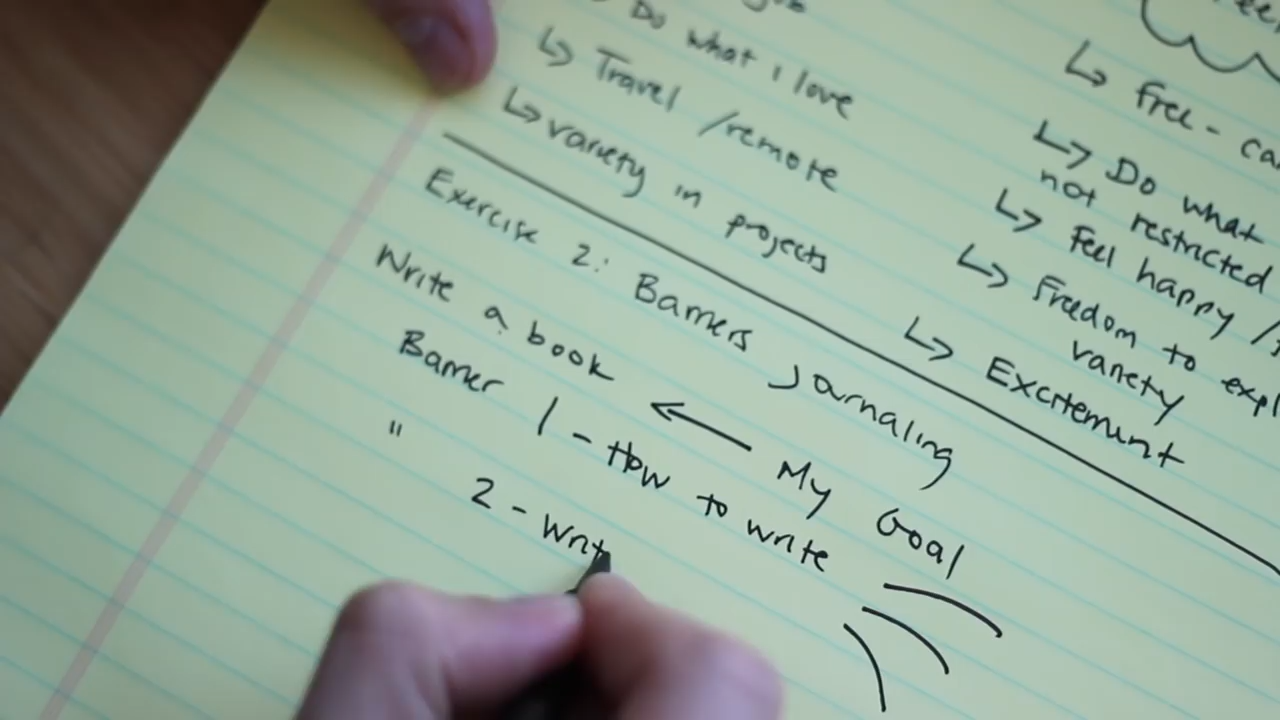 Do what I love
↳ Travel / remote
↳ variety in projects
↳ free -
↳ Do what
not restricted
↳ Feel happy /
↳ Freedom to
variety
↳ Excitement
Exercise 2: Barriers Journaling
Write a book ← My Goal
Barrier 1 - How to write
" 2 - Writ